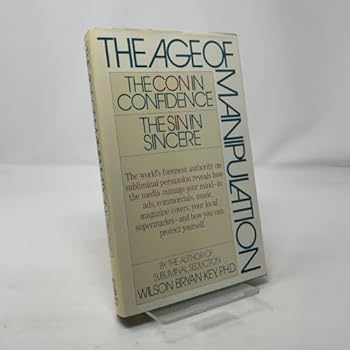 THE AGE OF
MANIPULATION
THE CON IN
CONFIDENCE
THE SIN IN
SINCERE
The world's foremost authority on
subliminal persuasion reveals how
the media manage your mind—in
ads, commercials, music,
magazine covers, your local
supermarket—and how you can
protect yourself.
BY THE AUTHOR OF
SUBLIMINAL SEDUCTION
WILSON BRYAN KEY, PH.D.